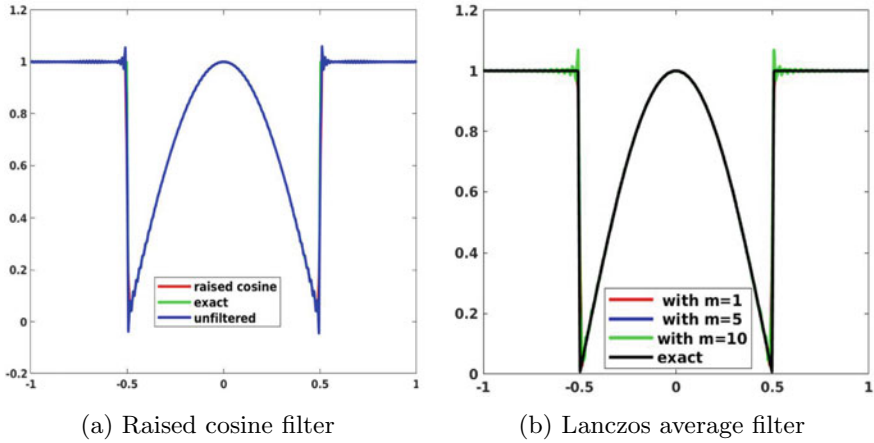 1.2
1
0.8
0.6
0.4
0.2
0
-0.2
-1
-0.5
0
0.5
1
raised cosine
exact
unfiltered
(a) Raised cosine filter
1.2
1
0.8
0.6
0.4
0.2
0
-1
-0.5
0
0.5
1
with m=1
with m=5
with m=10
exact
(b) Lanczos average filter